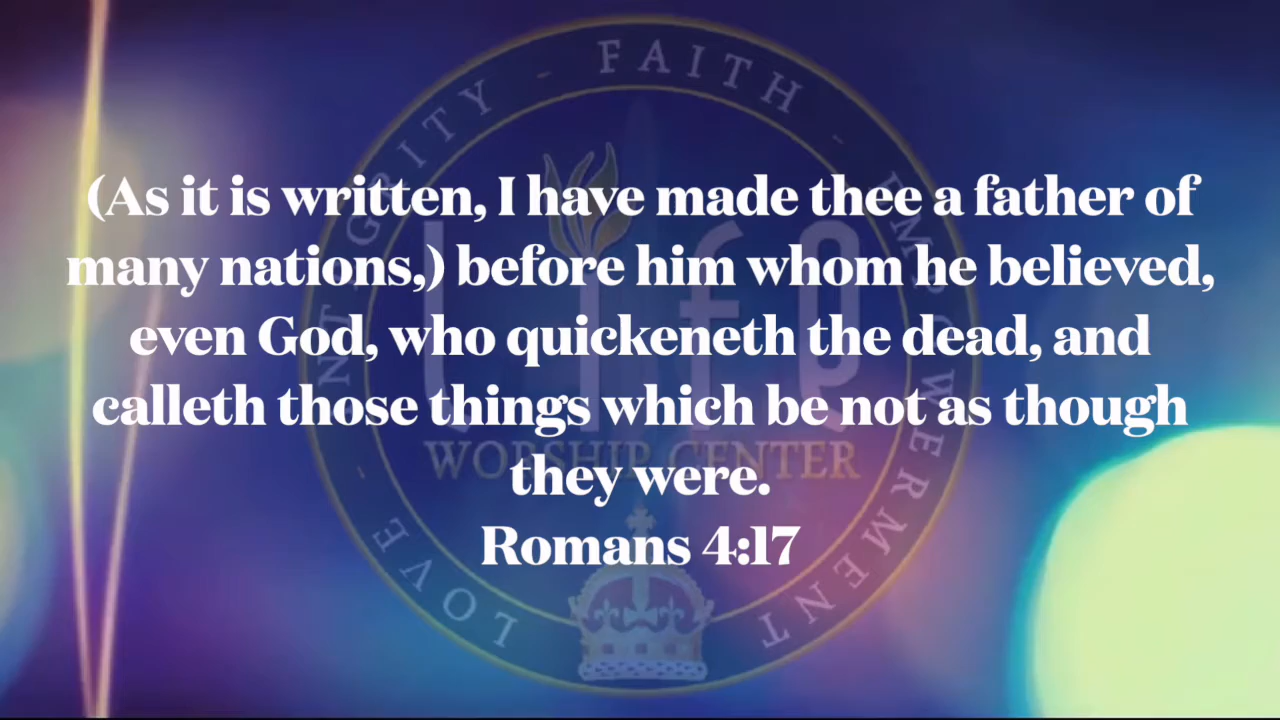 (As it is written, I have made thee a father of
many nations,) before him whom he believed,
even God, who quickeneth the dead, and
calleth those things which be not as though
they were.
Romans 4:17
LOVE - INTEGRITY - FAITH - EMPOWERMENT
life
WORSHIP CENTER